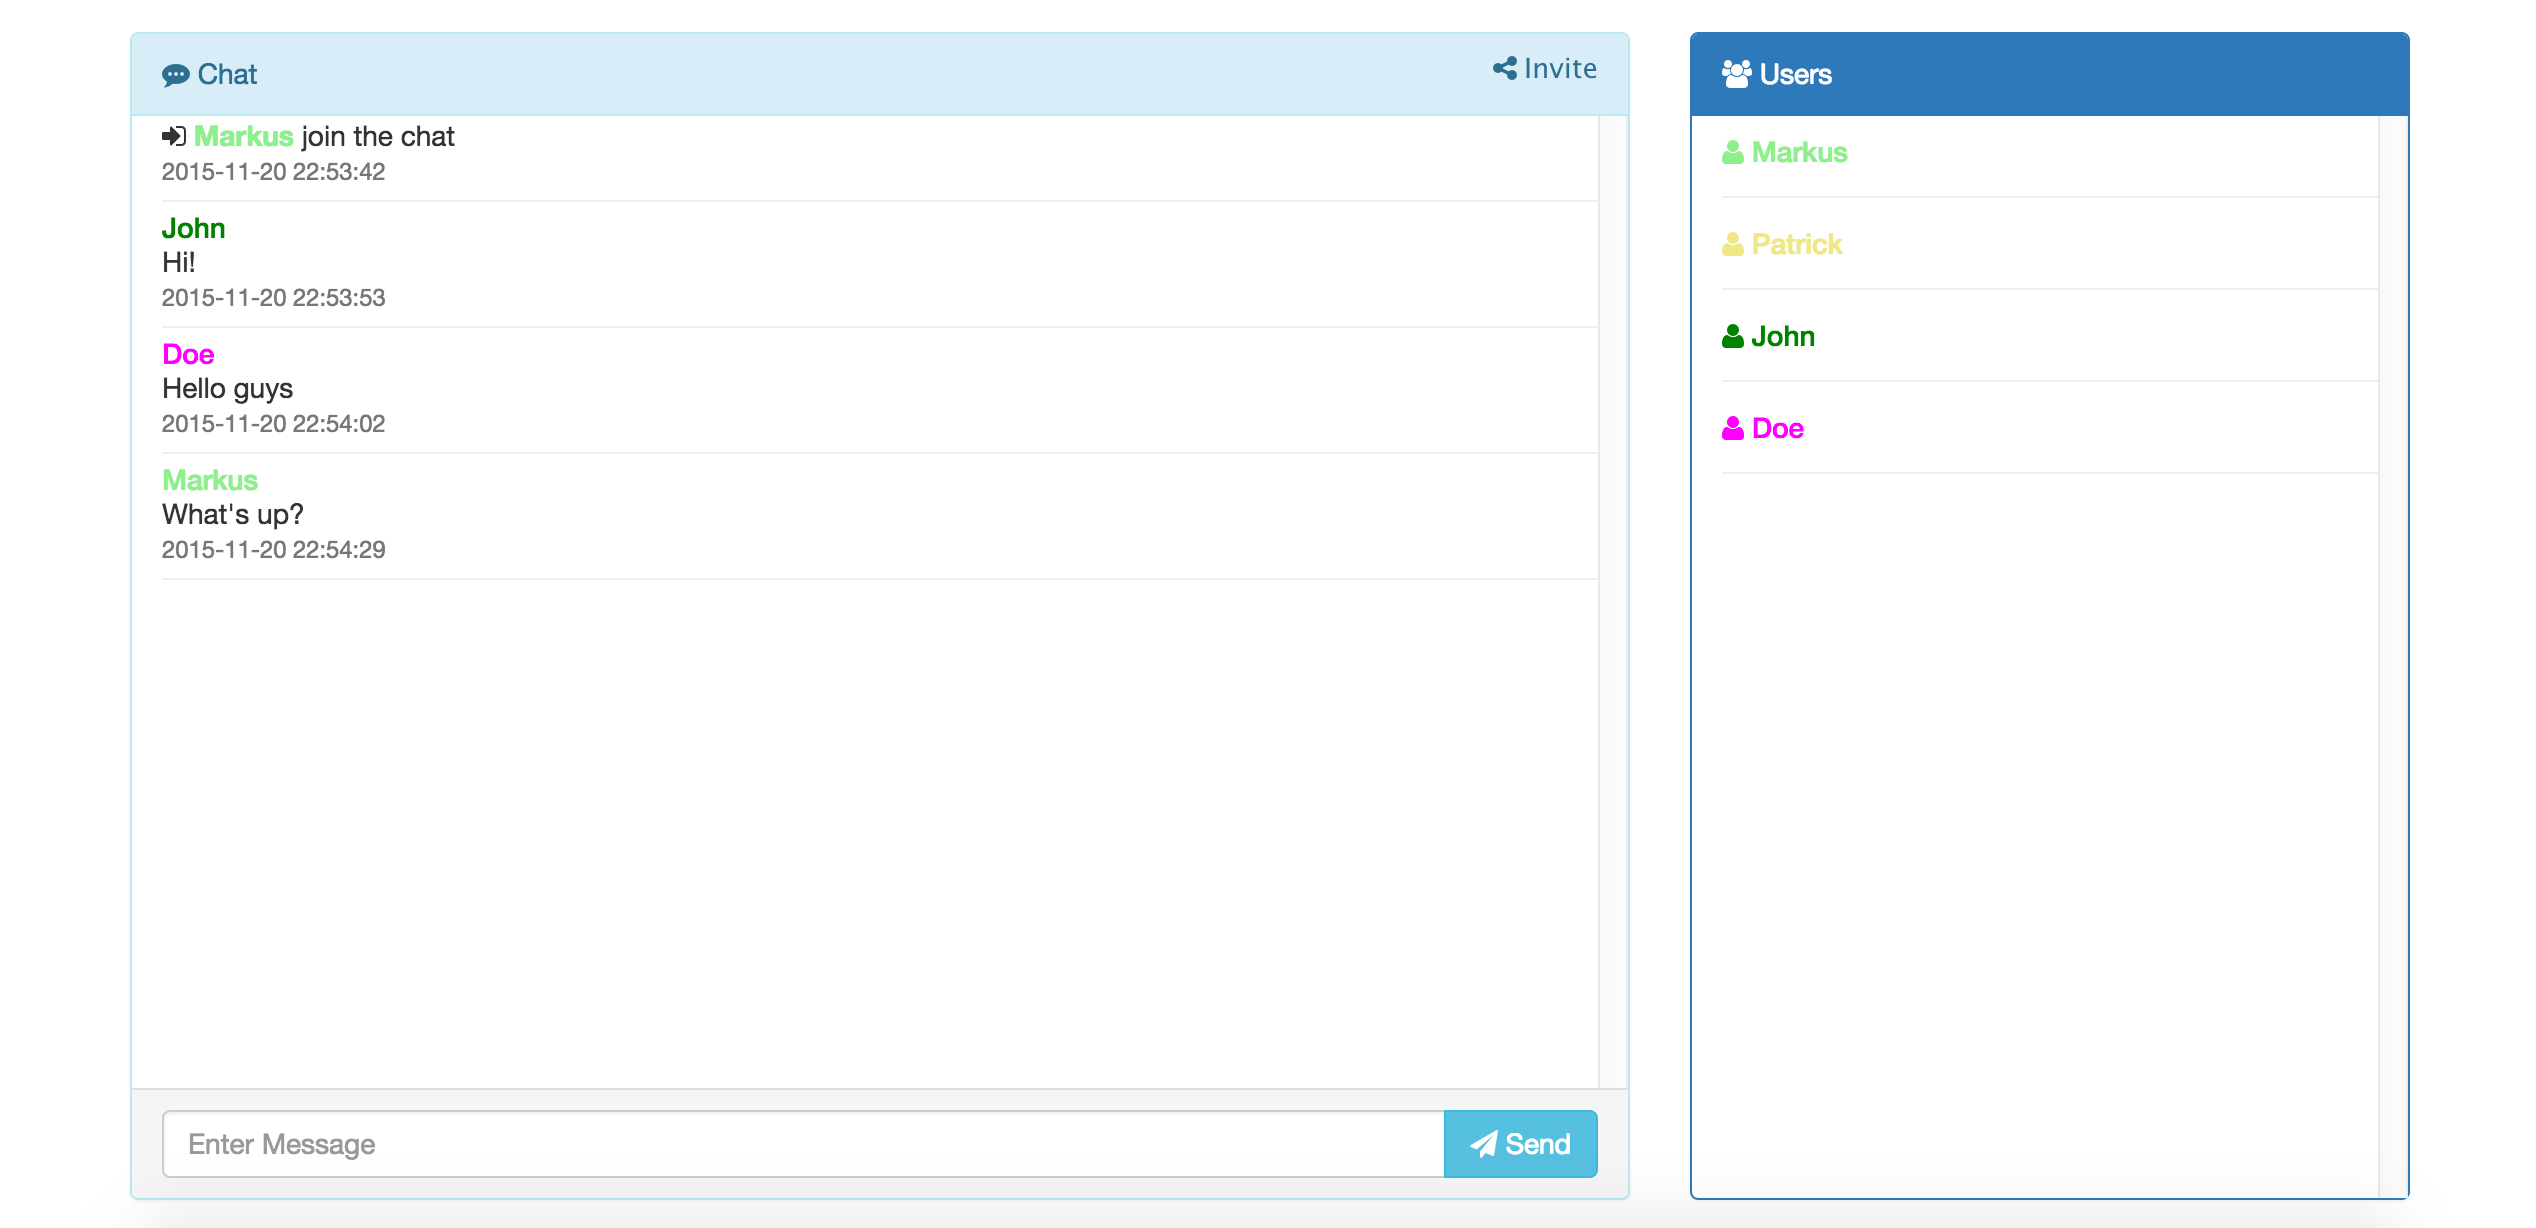 Chat
Invite
Markus join the chat
2015-11-20 22:53:42
John
Hi!
2015-11-20 22:53:53
Doe
Hello guys
2015-11-20 22:54:02
Markus
What's up?
2015-11-20 22:54:29
Enter Message
Send
Users
Markus
Patrick
John
Doe